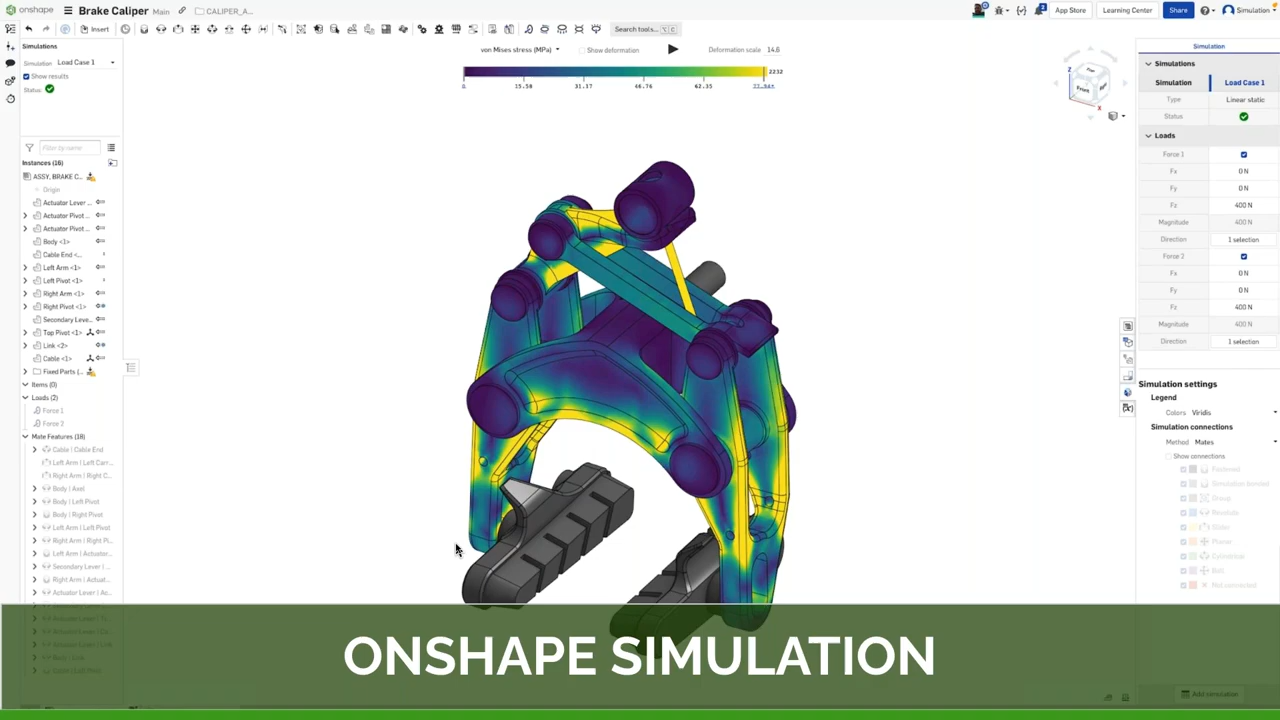 onshape
Brake Caliper Main
CALIPER_A...
App Store
Learning Center
Share
Simulation
Insert
Search tools...
Simulations
Simulation Load Case 1
Show results
Status
von Mises stress (MPa)
Show deformation
Deformation scale 14.6
2232
0.
15.58
31.17
46.76
62.35
Filter by name
Instances (16)
ASSY, BRAKE C...
Origin
Actuator Lever ...
Actuator Pivot ...
Actuator Pivot ...
Body <1>
Cable End <...
Left Arm <1>
Left Pivot <1>
Right Arm <1>
Right Pivot <1>
Secondary Leve...
Top Pivot <1>
Link <2>
Cable <1>
Fixed Parts (...
Items (0)
Loads (2)
Force 1
Force 2
Mate Features (18)
Cable | Cable End
Left Arm | Left Carr...
Right Arm | Right C...
Body | Axel
Body | Left Pivot
Body | Right Pivot
Left Arm | Left Pivot
Right Arm | Right Pi...
Left Arm | Actuator...
Secondary Lever | ...
Right Arm | Actuat...
Actuator Lever | Ac...
Z
Front
X
Simulation
Simulations
Simulation Load Case 1
Type Linear static
Status
Loads
Force 1
Fx 0 N
Fy 0 N
Fz 400 N
Magnitude 400 N
Direction 1 selection
Force 2
Fx 0 N
Fy 0 N
Fz 400 N
Magnitude 400 N
Direction 1 selection
Simulation settings
Legend
Colors Viridis
Simulation connections
Method Mates
Show connections
Fastened
Simulation bonded
Group
Revolute
Slider
Planar
Cylindrical
Ball
Not connected
Add simulation
ONSHAPE SIMULATION